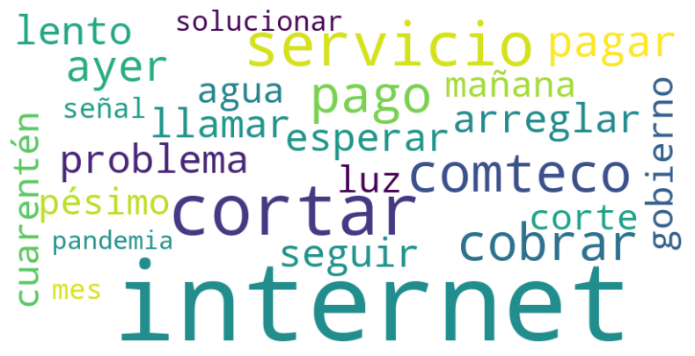 solucionar
lento
servicio
pagar
ayer
agua
pago
mañana
señal
llamar
esperar
arreglar
gobierno
cuarentén
problema
luz
comteco
pésimo
cortar
corte
pandemia
seguir
cobrar
mes
internet